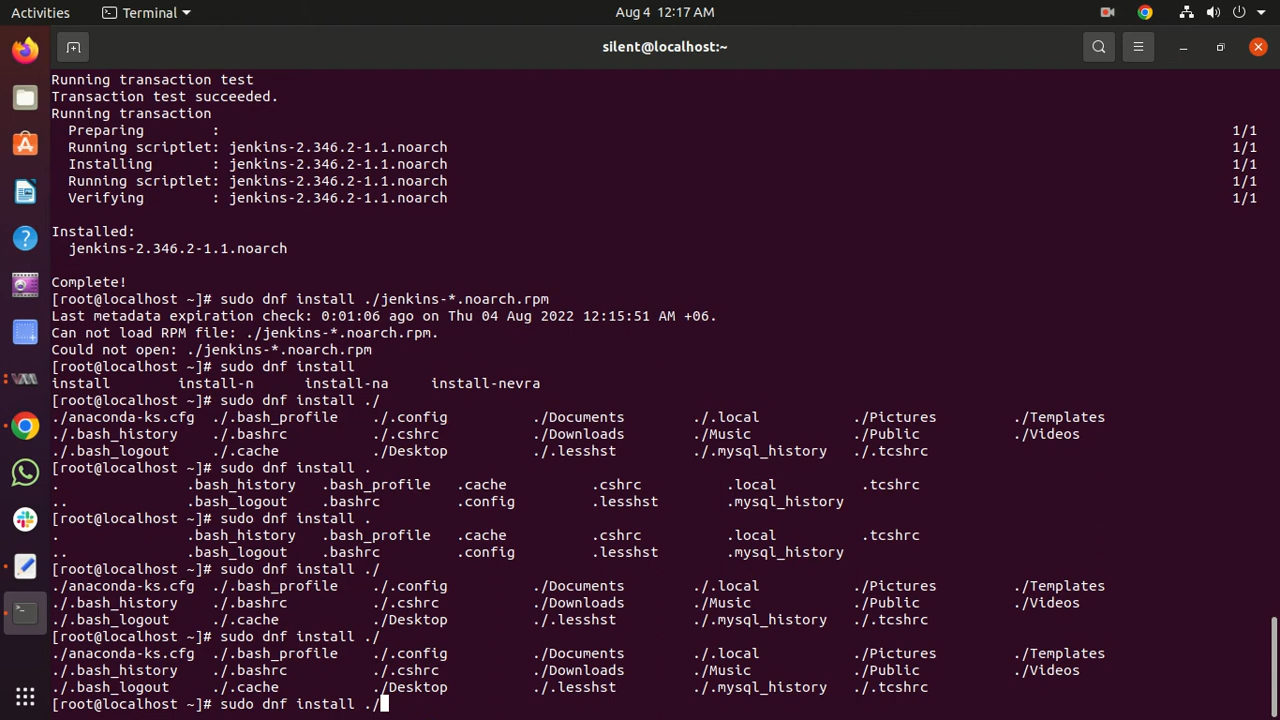 Activities Terminal Aug 4 12:17 AM
silent@localhost:~
Running transaction test
Transaction test succeeded.
Running transaction
Preparing : 1/1
Running scriptlet: jenkins-2.346.2-1.1.noarch 1/1
Installing : jenkins-2.346.2-1.1.noarch 1/1
Running scriptlet: jenkins-2.346.2-1.1.noarch 1/1
Verifying : jenkins-2.346.2-1.1.noarch 1/1
Installed:
jenkins-2.346.2-1.1.noarch
Complete!
[root@localhost ~]# sudo dnf install ./jenkins-*.noarch.rpm
Last metadata expiration check: 0:01:06 ago on Thu 04 Aug 2022 12:15:51 AM +06.
Can not load RPM file: ./jenkins-*.noarch.rpm.
Could not open: ./jenkins-*.noarch.rpm
[root@localhost ~]# sudo dnf install
install install-n install-na install-nevra
[root@localhost ~]# sudo dnf install ./
./anaconda-ks.cfg ./.bash_profile ./.config ./Documents ./.local ./Pictures ./Templates
./.bash_history ./.bashrc ./.cshrc ./Downloads ./Music ./Public ./Videos
./.bash_logout ./.cache ./Desktop ./.lesshst ./.mysql_history ./.tcshrc
[root@localhost ~]# sudo dnf install .
. .bash_history .bash_profile .cache .cshrc .local .tcshrc
.. .bash_logout .bashrc .config .lesshst .mysql_history
[root@localhost ~]# sudo dnf install .
. .bash_history .bash_profile .cache .cshrc .local .tcshrc
.. .bash_logout .bashrc .config .lesshst .mysql_history
[root@localhost ~]# sudo dnf install ./
./anaconda-ks.cfg ./.bash_profile ./.config ./Documents ./.local ./Pictures ./Templates
./.bash_history ./.bashrc ./.cshrc ./Downloads ./Music ./Public ./Videos
./.bash_logout ./.cache ./Desktop ./.lesshst ./.mysql_history ./.tcshrc
[root@localhost ~]# sudo dnf install ./
./anaconda-ks.cfg ./.bash_profile ./.config ./Documents ./.local ./Pictures ./Templates
./.bash_history ./.bashrc ./.cshrc ./Downloads ./Music ./Public ./Videos
./.bash_logout ./.cache ./Desktop ./.lesshst ./.mysql_history ./.tcshrc
[root@localhost ~]# sudo dnf install ./